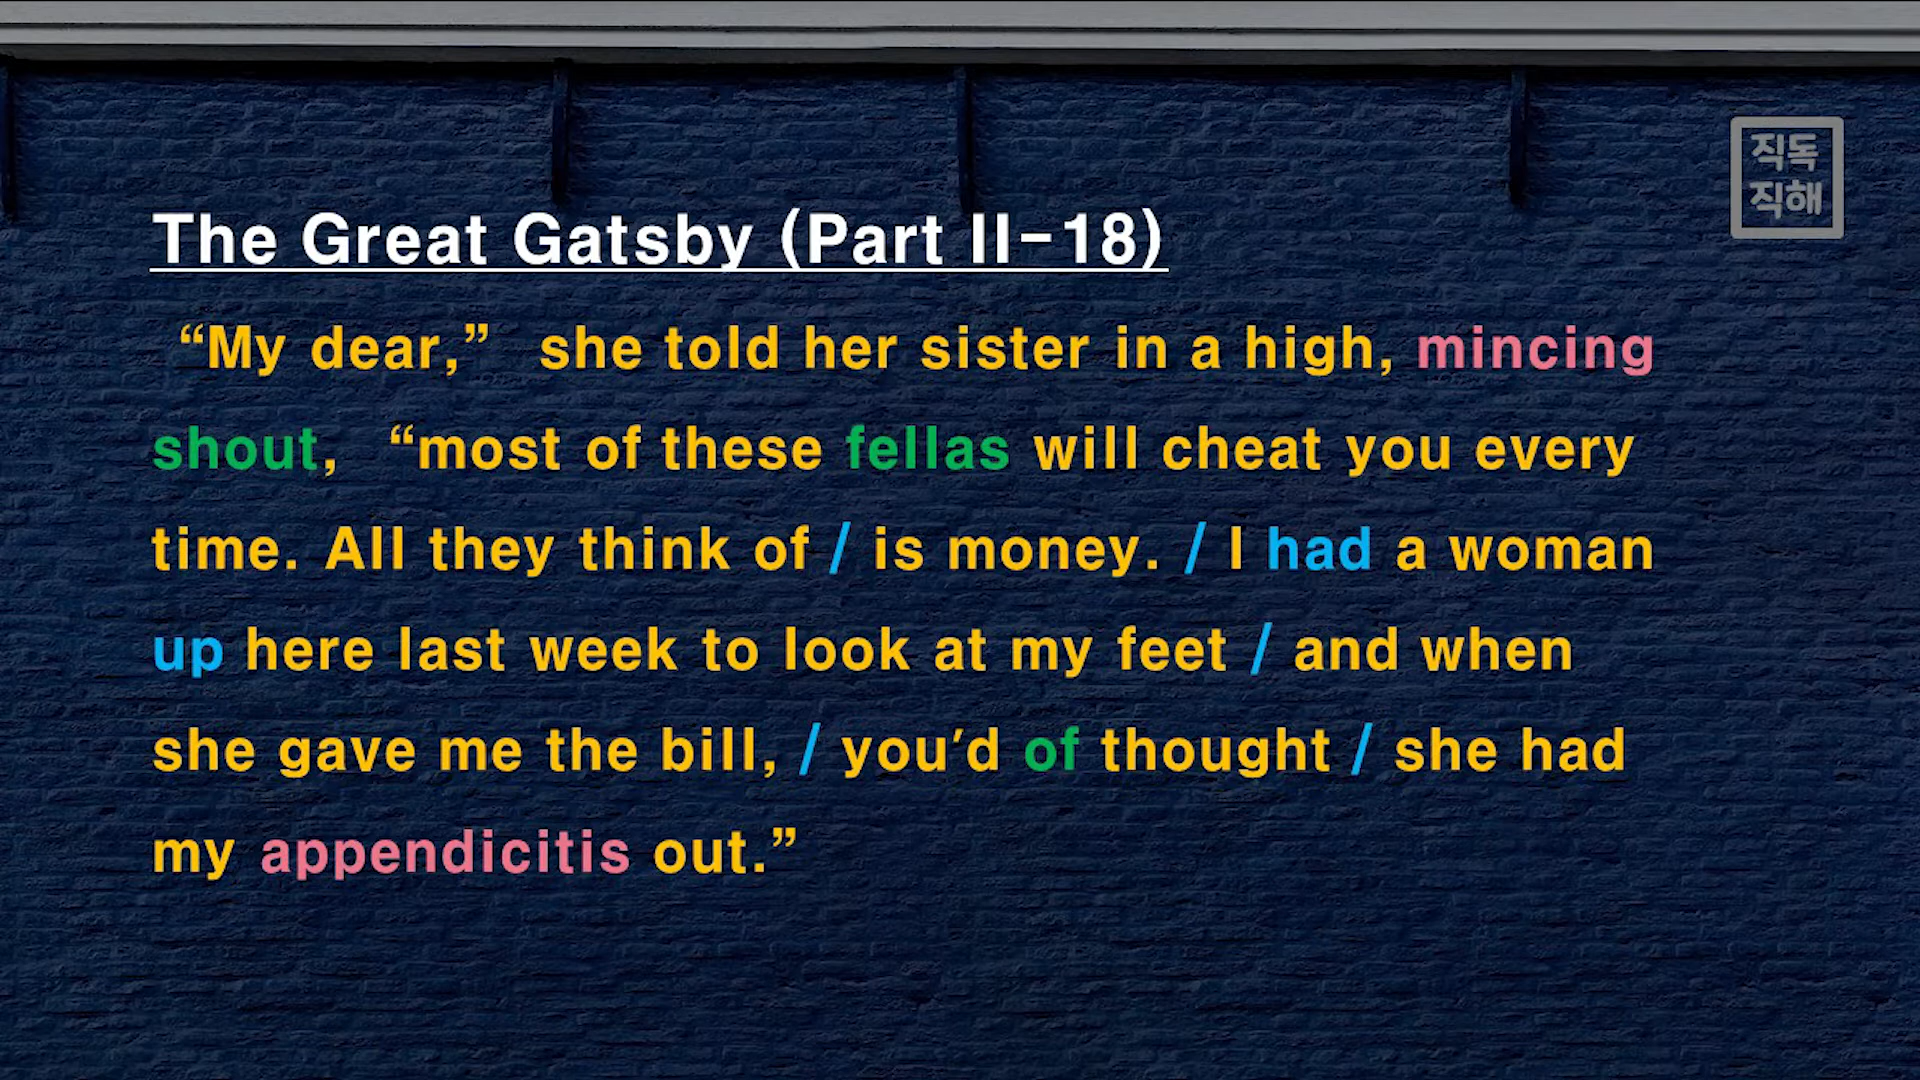 직독
직해
The Great Gatsby (Part II-18)
“My dear,” she told her sister in a high, mincing
shout, “most of these fellas will cheat you every
time. All they think of / is money. / I had a woman
up here last week to look at my feet / and when
she gave me the bill, / you’d of thought / she had
my appendicitis out.”